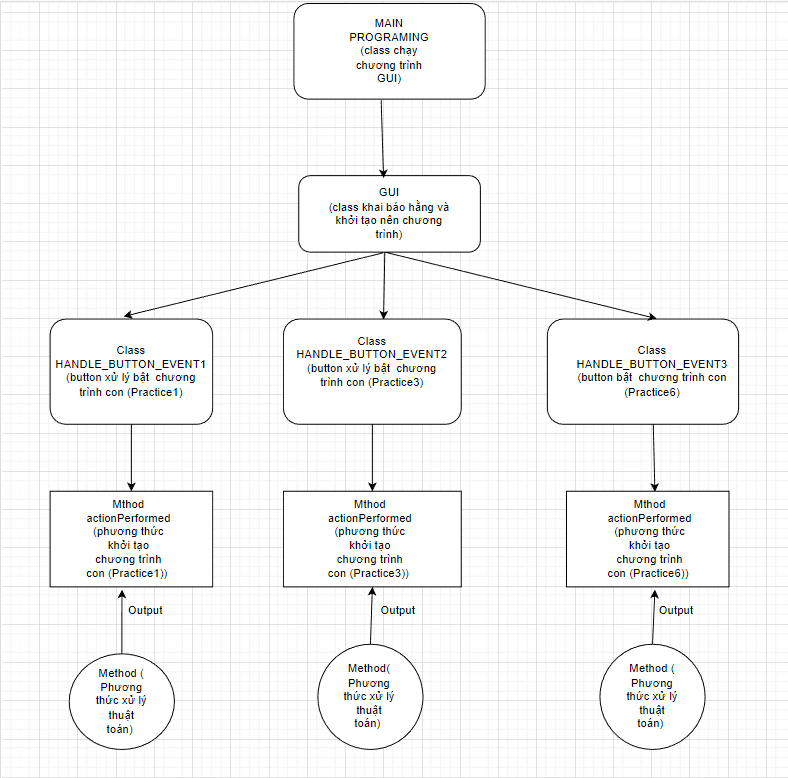 MAIN
PROGRAMING
(class chạy
chương trình
GUI)
GUI
(class khai báo hằng và
khởi tạo nên chương
trình)
Class
HANDLE_BUTTON_EVENT1
(button xử lý bật chương
trình con (Practice1)
Class
HANDLE_BUTTON_EVENT2
(button xử lý bật chương
trình con (Practice3)
Class
HANDLE_BUTTON_EVENT3
(button bật chương trình con
(Practice6)
Mthod
actionPerformed
(phương thức
khởi tạo
chương trình
con (Practice1))
Mthod
actionPerformed
(phương thức
khởi tạo
chương trình
con (Practice3))
Mthod
actionPerformed
(phương thức
khởi tạo
chương trình
con (Practice6))
Output
Output
Output
Method (
Phương
thức xử lý
thuật
toán)
Method(
Phương
thức xử lý
thuật
toán)
Method (
Phương
thức xử lý
thuật
toán)